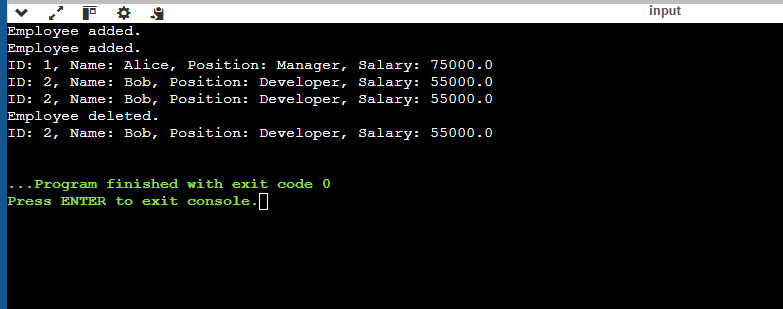 input
Employee added.
Employee added.
ID: 1, Name: Alice, Position: Manager, Salary: 75000.0
ID: 2, Name: Bob, Position: Developer, Salary: 55000.0
ID: 2, Name: Bob, Position: Developer, Salary: 55000.0
Employee deleted.
ID: 2, Name: Bob, Position: Developer, Salary: 55000.0
...Program finished with exit code 0
Press ENTER to exit console.